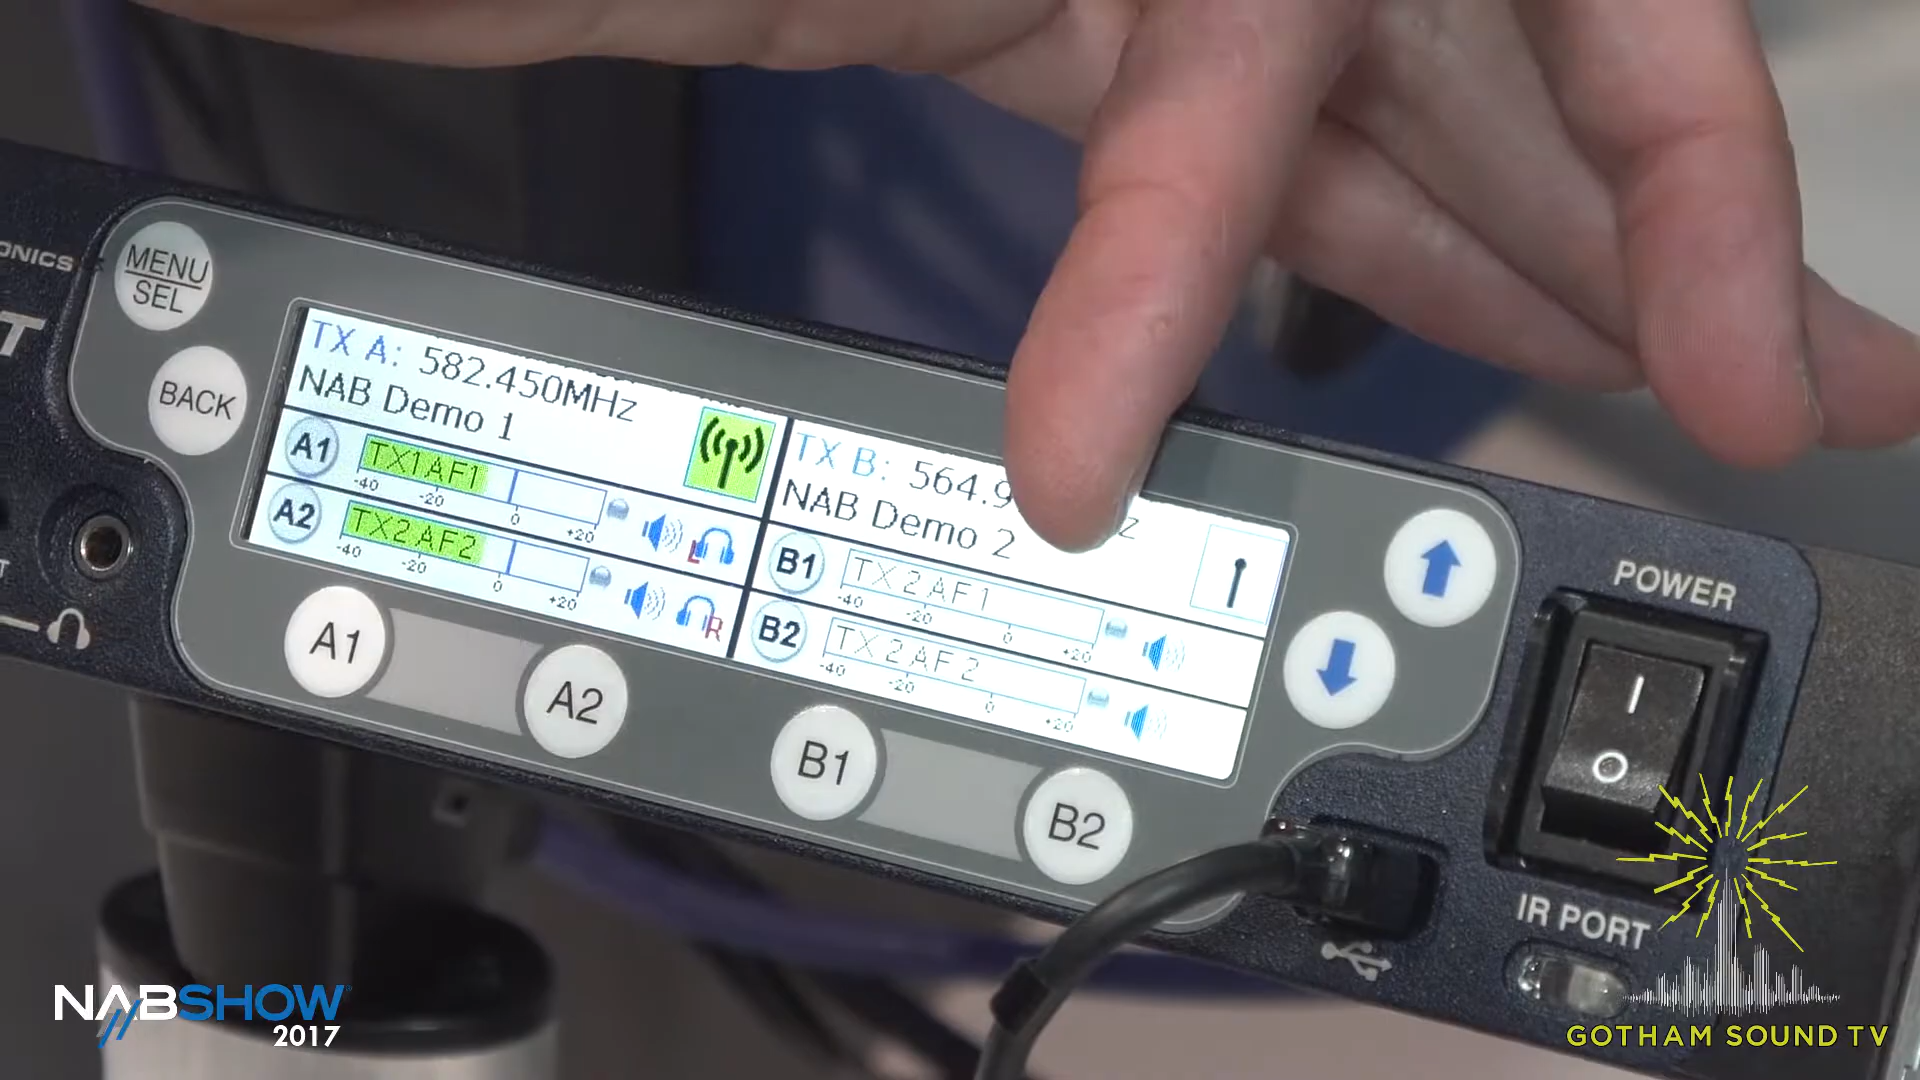 ONICS
T
MENU
SEL
BACK
TX A: 582.450MHz
NAB Demo 1
A1 TX1AF1
-40 -20 0 +20
L
A2 TX2AF2
-40 -20 0 +20
R
TX B: 564.9 z
NAB Demo 2
B1 TX2AF1
-40 -20 0 +20
B2 TX2AF2
-40 -20 0 +20
A1
A2
B1
B2
POWER
IR PORT
NABSHOW
2017
GOTHAM SOUND TV